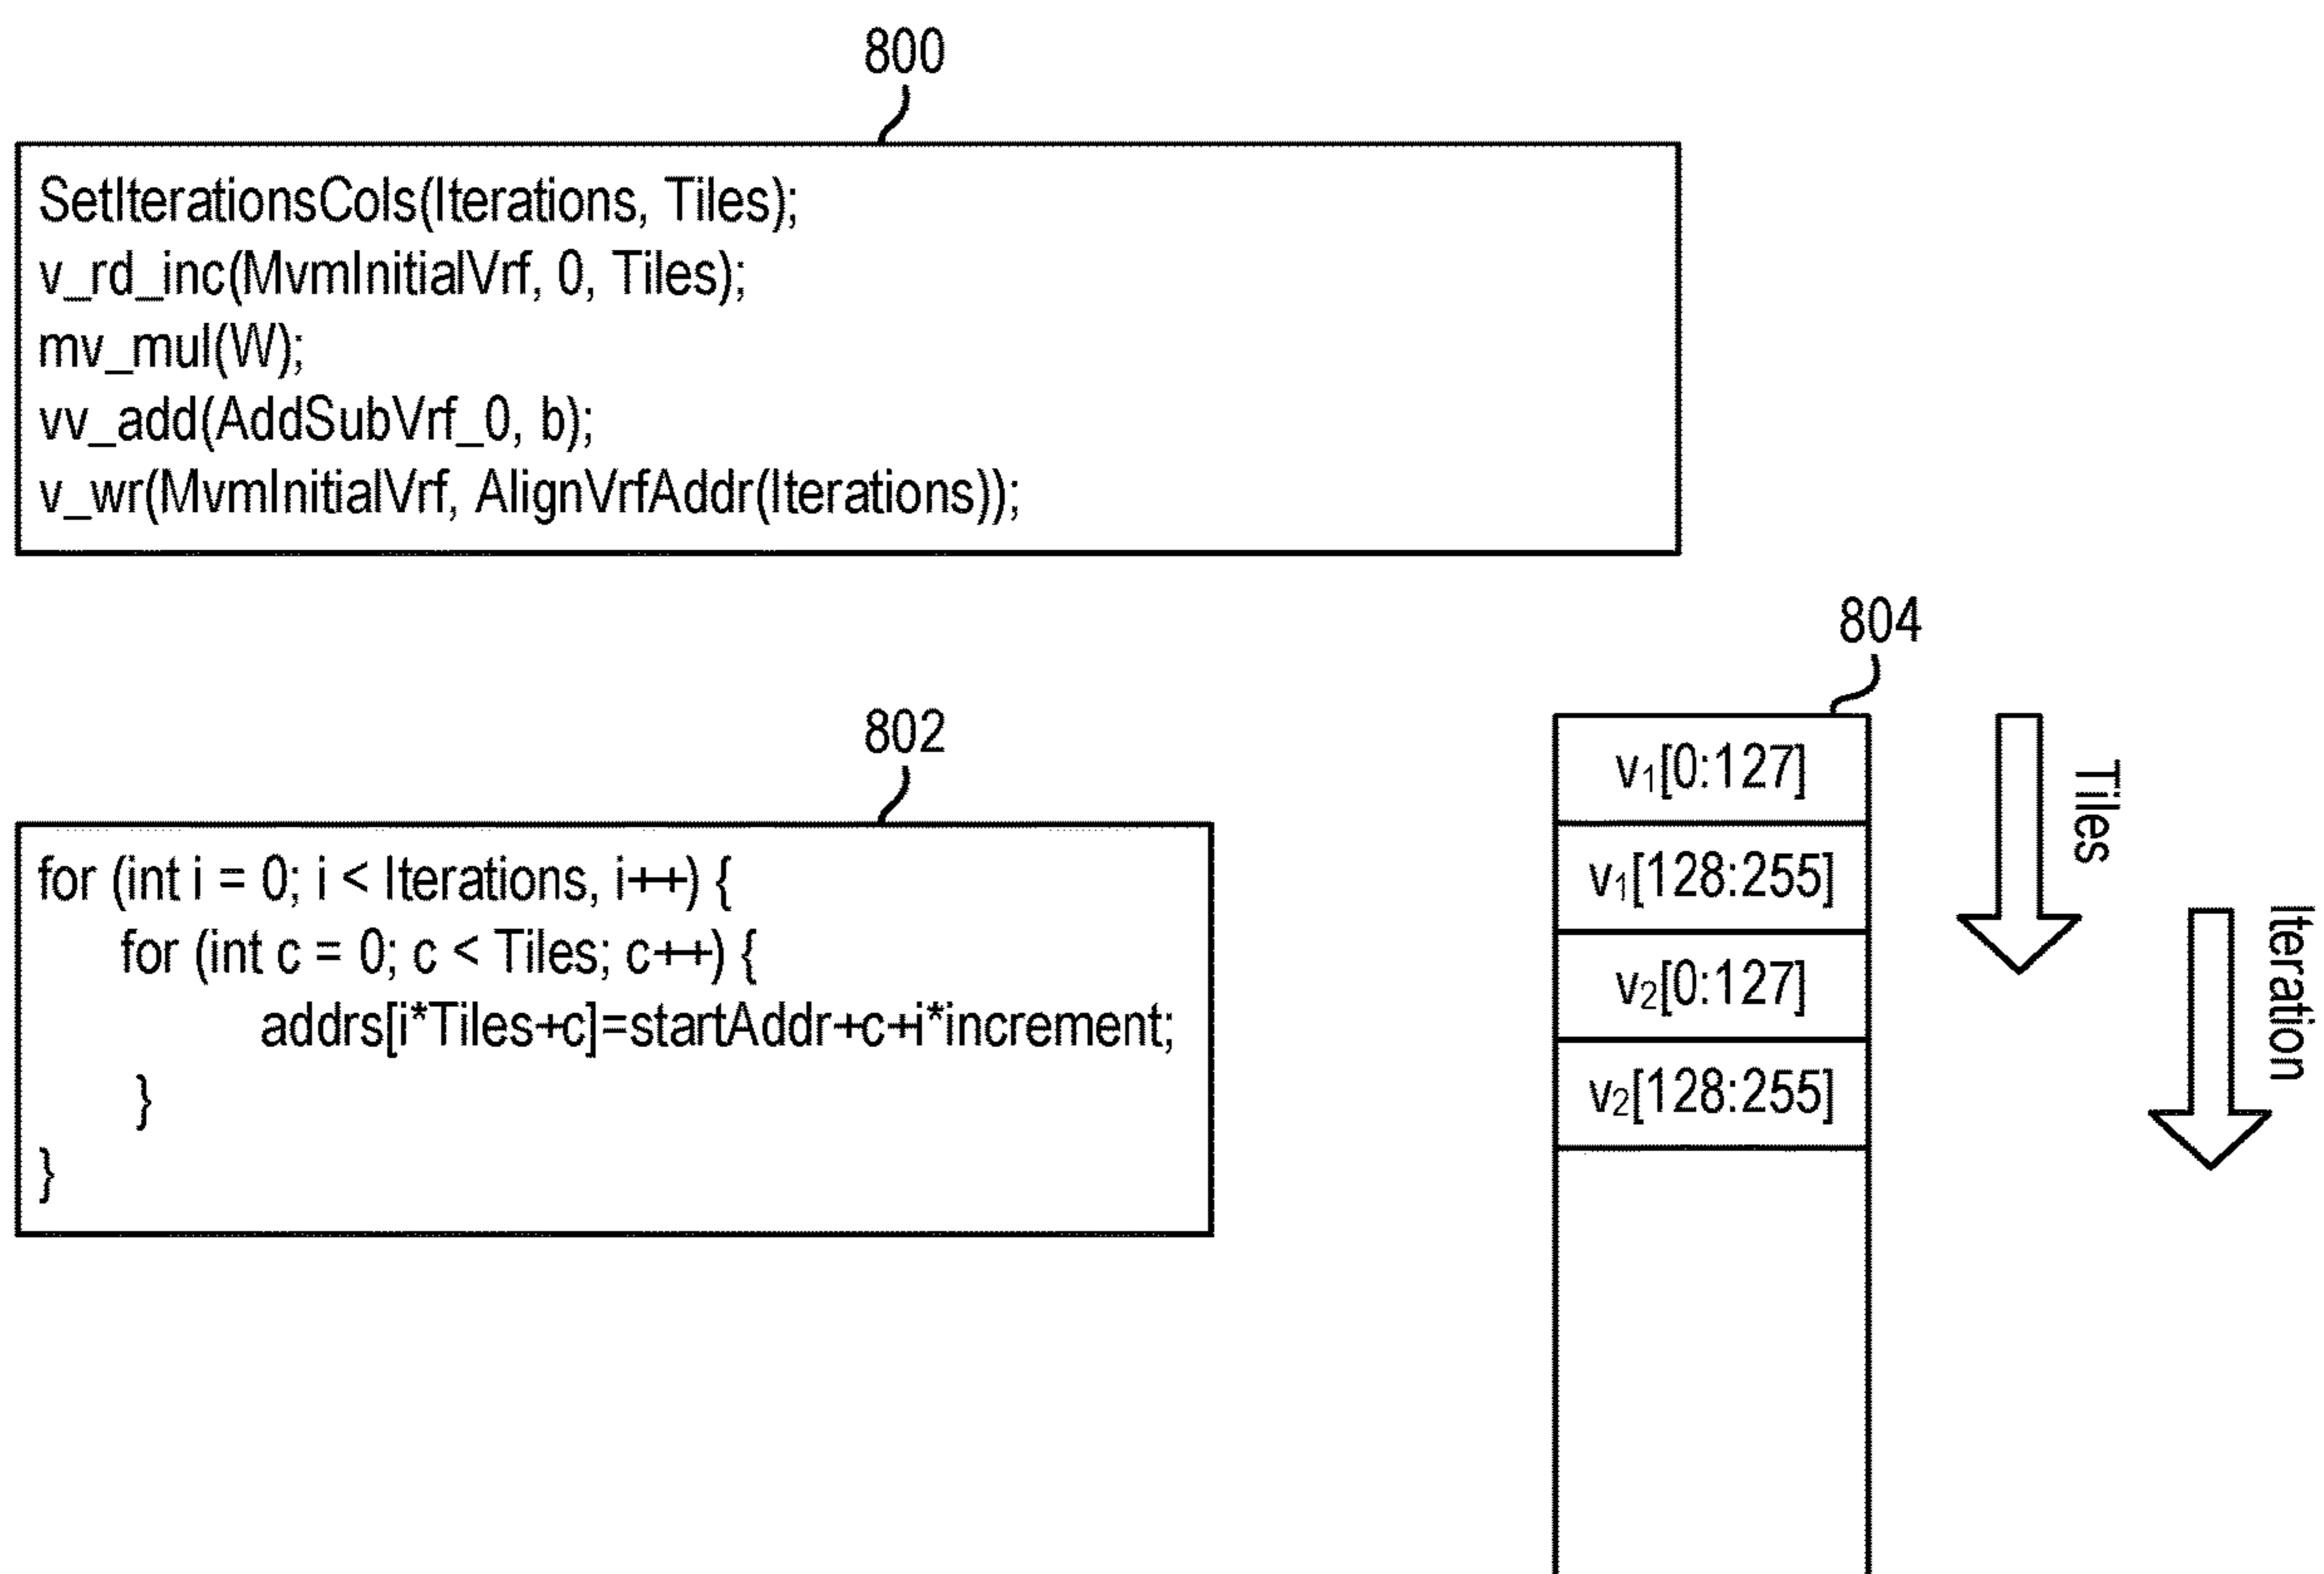 800
SetIterationsCols(Iterations, Tiles);
v_rd_inc(MvmInitialVrf, 0, Tiles);
mv_mul(W);
vv_add(AddSubVrf_0, b);
v_wr(MvmInitialVrf, AlignVrfAddr(Iterations));
802
for (int i = 0; i < Iterations, i++) {
for (int c = 0; c < Tiles; c++) {
addrs[i*Tiles+c]=startAddr+c+i*increment;
}
}
804
v₁[0:127]
v₁[128:255]
v₂[0:127]
v₂[128:255]
Tiles
Iteration